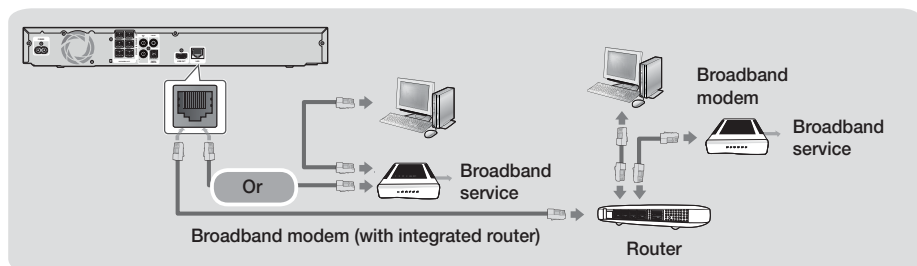 Or
Broadband
service
Broadband modem (with integrated router)
Broadband
modem
Broadband
service
Router